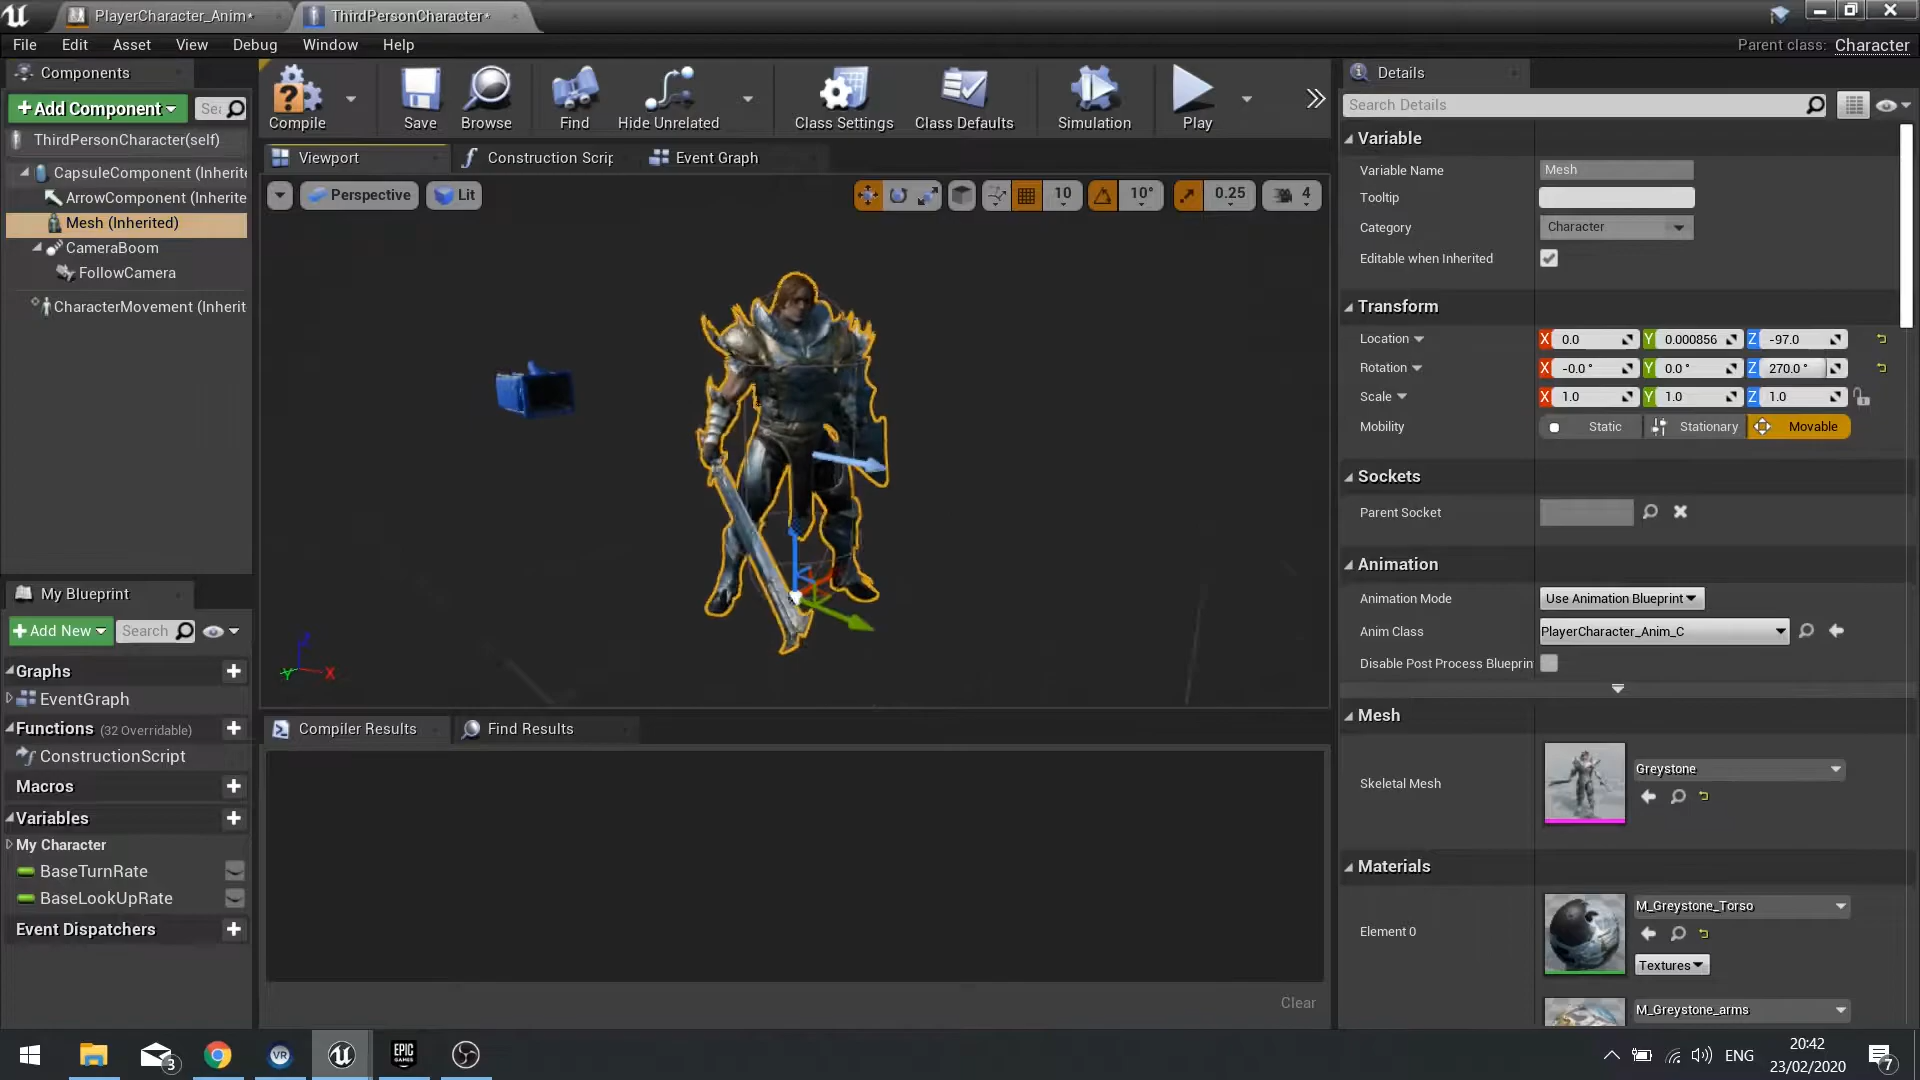 PlayerCharacter_Anim*
ThirdPersonCharacter*
File Edit Asset View Debug Window Help
Parent class: Character
Components
+Add Component
Sea
ThirdPersonCharacter(self)
CapsuleComponent (Inherite
ArrowComponent (Inherite
Mesh (Inherited)
CameraBoom
FollowCamera
CharacterMovement (Inherit
My Blueprint
+Add New
Search
Graphs
EventGraph
Functions (32 Overridable)
ConstructionScript
Macros
Variables
My Character
BaseTurnRate
BaseLookUpRate
Event Dispatchers
Compile Save Browse Find Hide Unrelated Class Settings Class Defaults Simulation Play
Viewport
Construction Scrip
Event Graph
Perspective Lit 10 10° 0.25 4
Z
Y X
Compiler Results
Find Results
Clear
Details
Search Details
Variable
Variable Name Mesh
Tooltip
Category Character
Editable when Inherited
Transform
Location X 0.0 Y 0.000856 Z -97.0
Rotation X -0.0 ° Y 0.0 ° Z 270.0 °
Scale X 1.0 Y 1.0 Z 1.0
Mobility Static Stationary Movable
Sockets
Parent Socket
Animation
Animation Mode Use Animation Blueprint
Anim Class PlayerCharacter_Anim_C
Disable Post Process Blueprin
Mesh
Skeletal Mesh Greystone
Materials
Element 0 M_Greystone_Torso
Textures
M_Greystone_arms
3 VR EPIC GAMES
ENG
20:42
23/02/2020
7